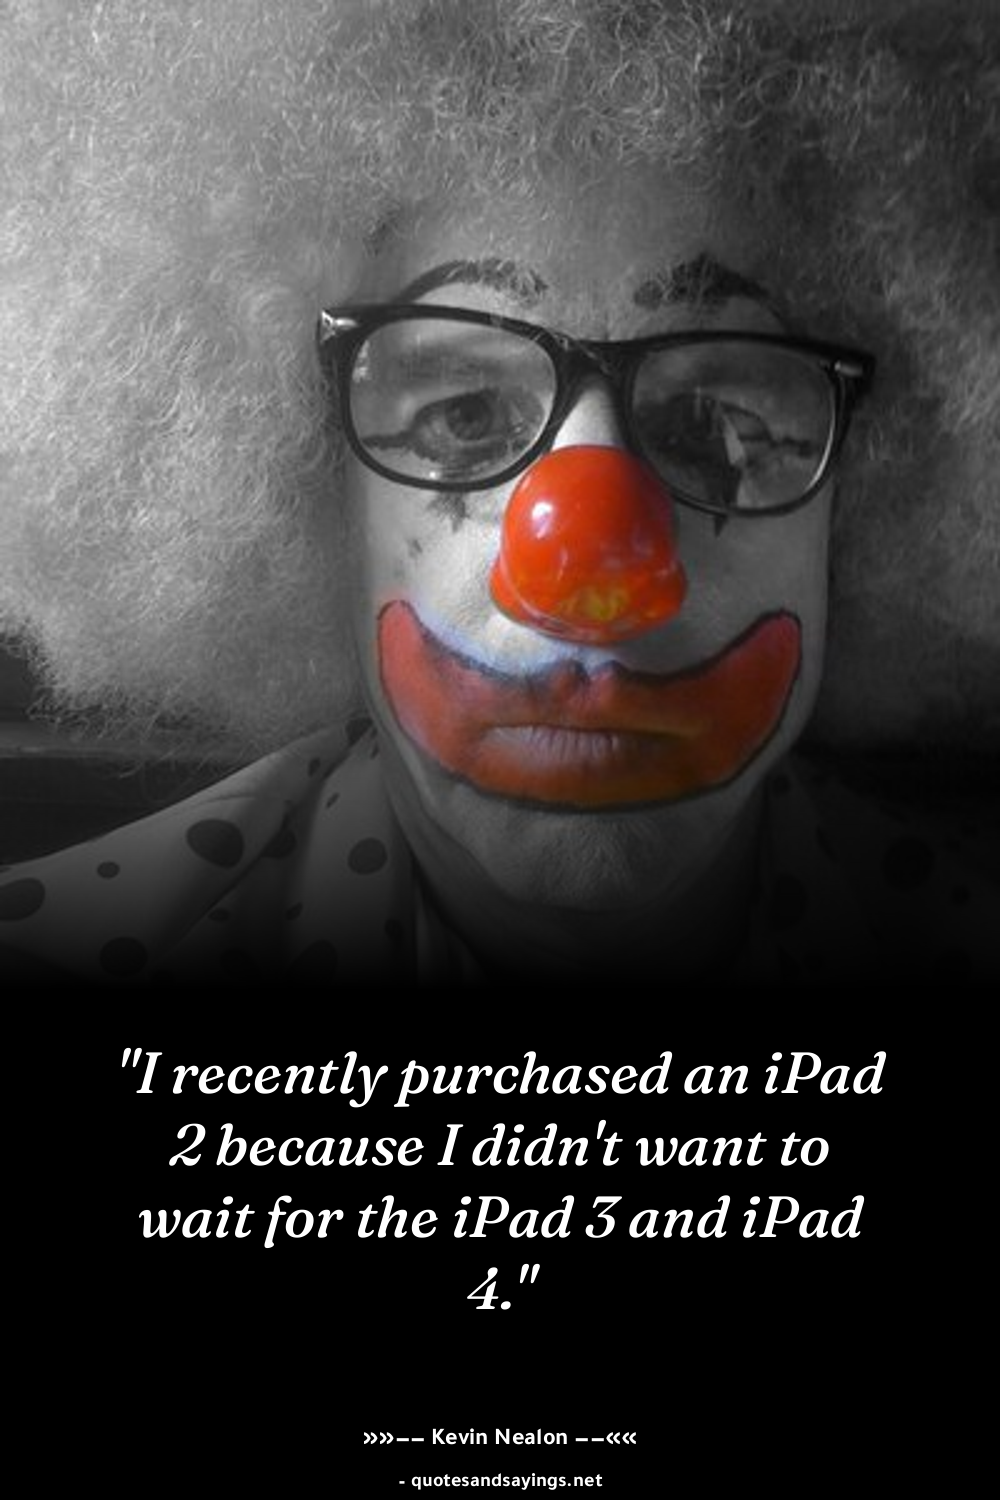 "I recently purchased an iPad
2 because I didn't want to
wait for the iPad 3 and iPad
4."
»»−− Kevin Nealon −−««
- quotesandsayings.net